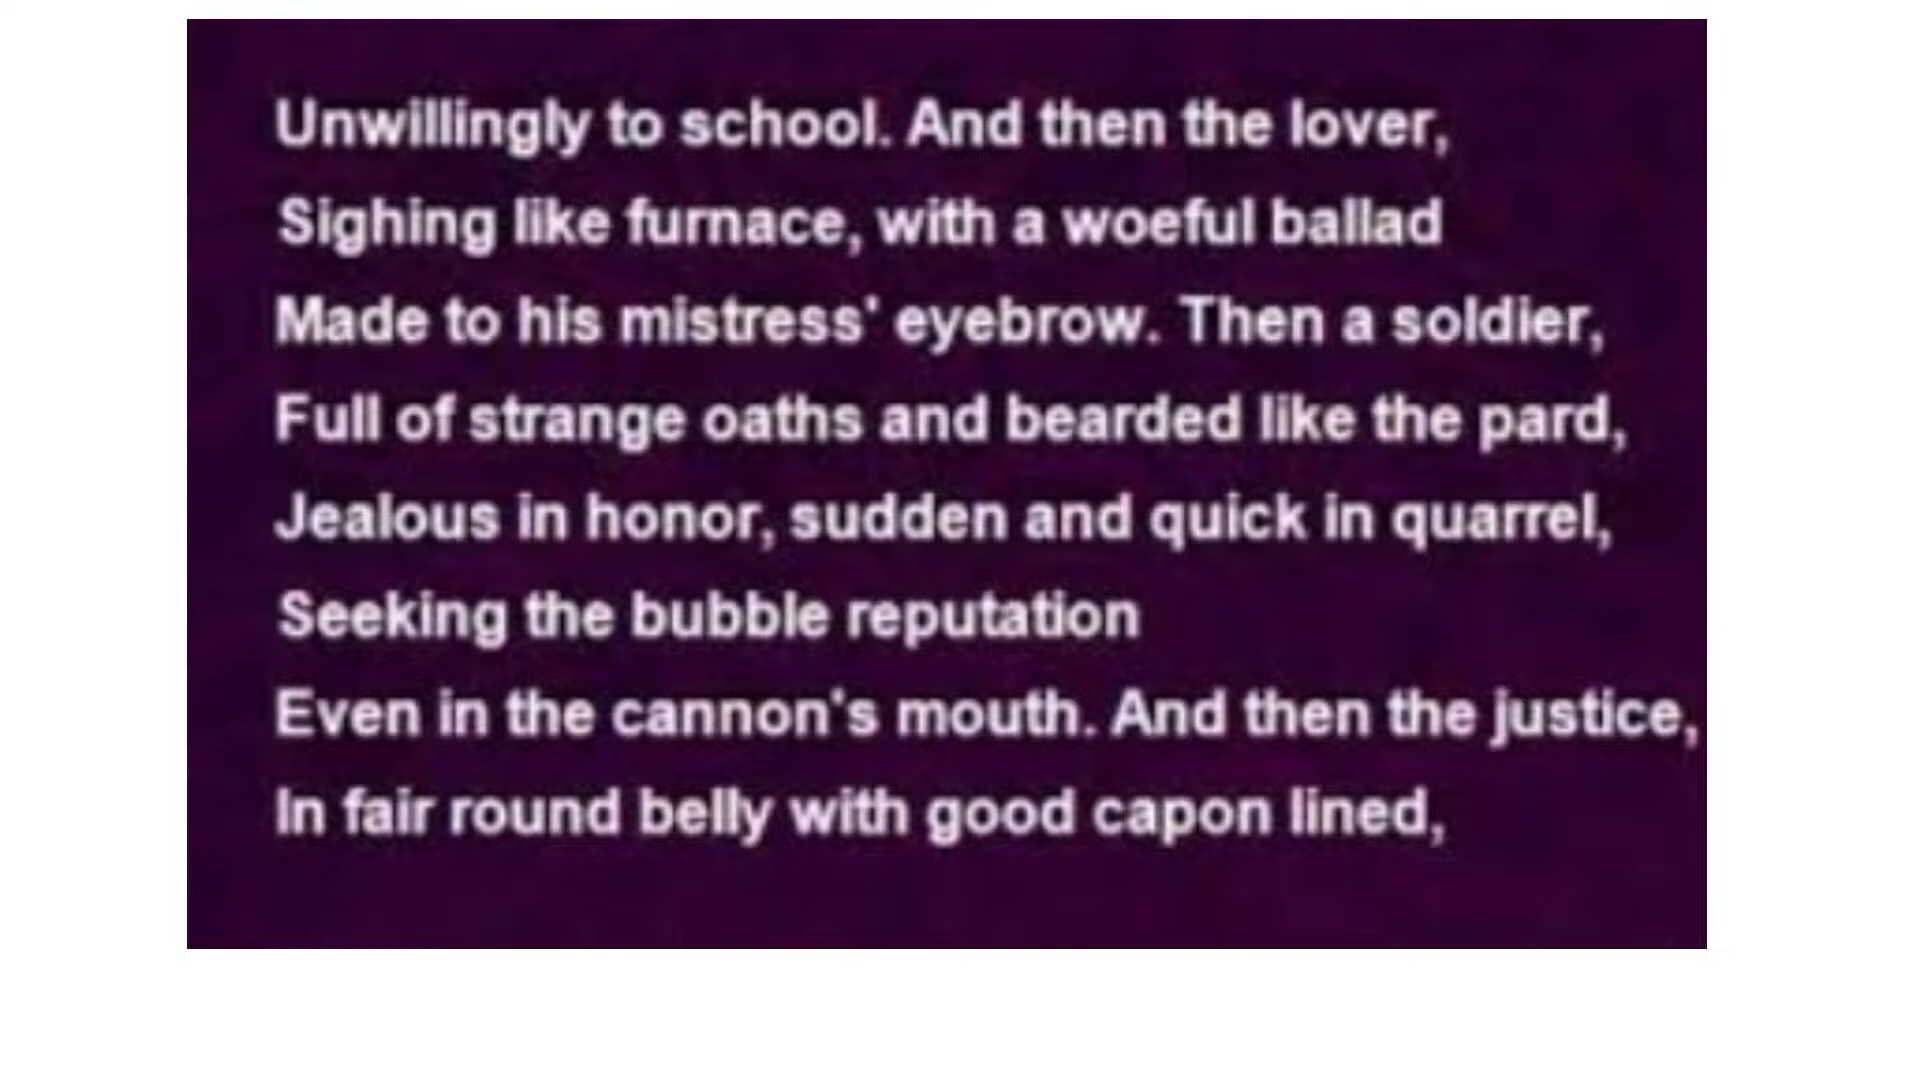 Unwillingly to school. And then the lover,
Sighing like furnace, with a woeful ballad
Made to his mistress' eyebrow. Then a soldier,
Full of strange oaths and bearded like the pard,
Jealous in honor, sudden and quick in quarrel,
Seeking the bubble reputation
Even in the cannon's mouth. And then the justice,
In fair round belly with good capon lined,